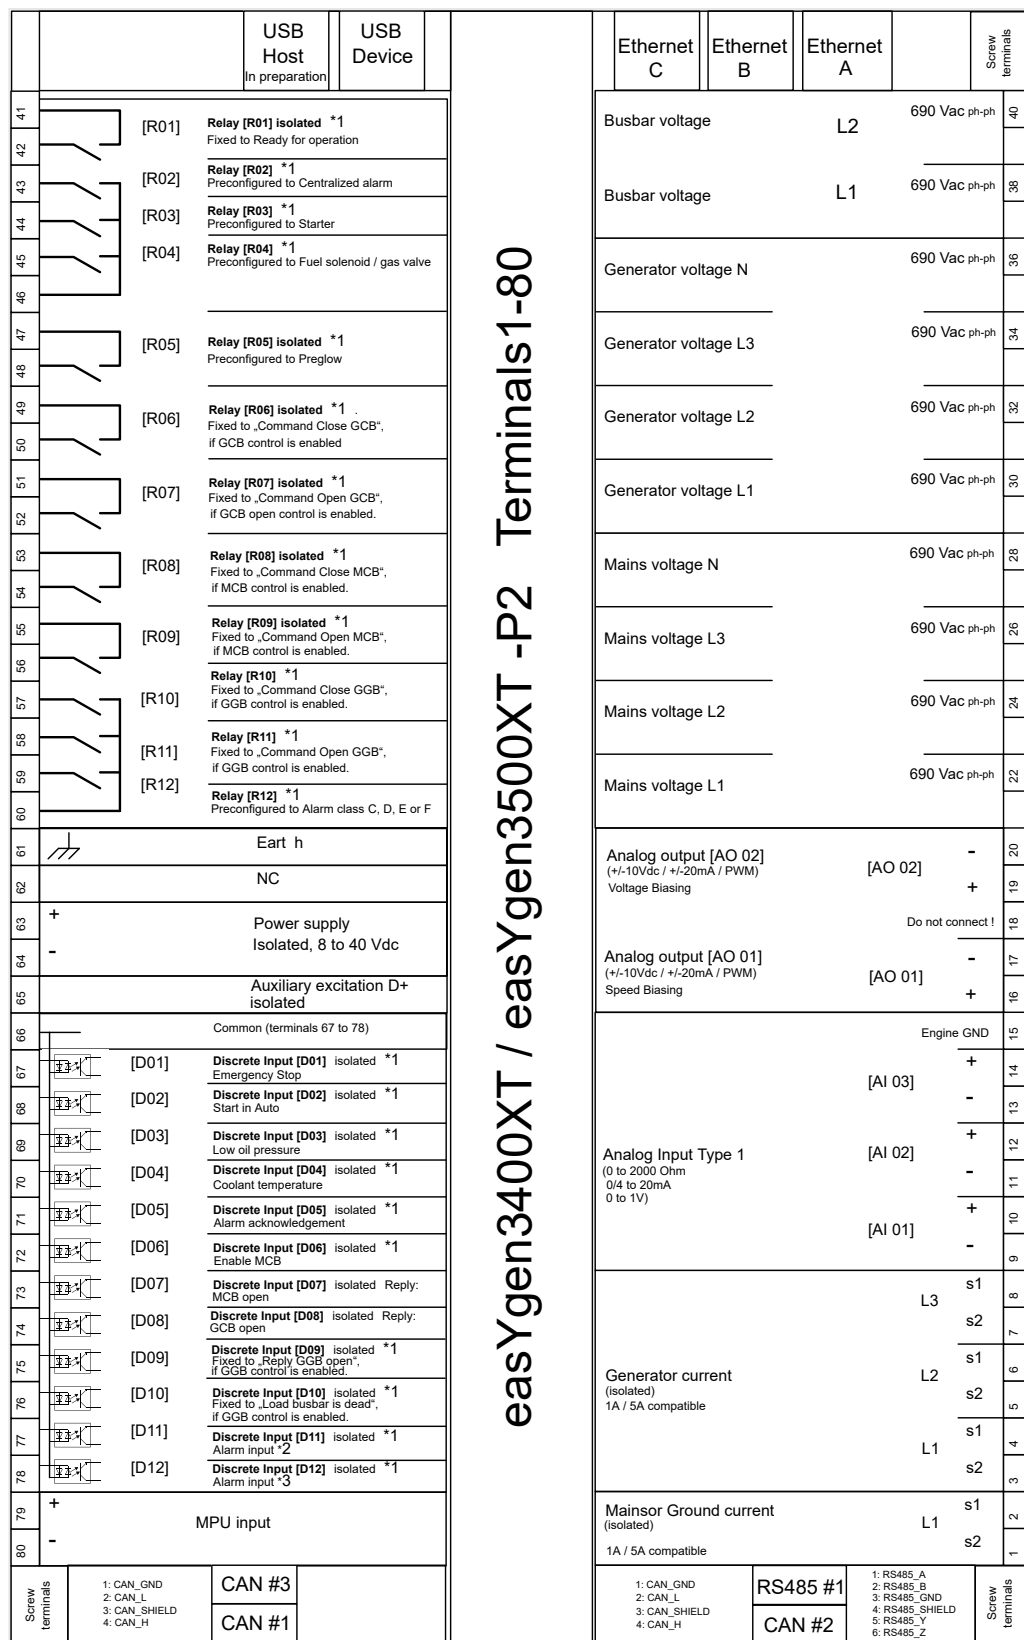 USB
Host
In preparation
USB
Device
41
42
[R01]
Relay [R01] isolated *1
Fixed to Ready for operation
43
[R02]
Relay [R02] *1
Preconfigured to Centralized alarm
44
[R03]
Relay [R03] *1
Preconfigured to Starter
45
46
[R04]
Relay [R04] *1
Preconfigured to Fuel solenoid / gas valve
47
48
[R05]
Relay [R05] isolated *1
Preconfigured to Preglow
49
50
[R06]
Relay [R06] isolated *1 .
Fixed to „Command Close GCB“,
if GCB control is enabled
51
52
[R07]
Relay [R07] isolated *1
Fixed to „Command Open GCB“,
if GCB open control is enabled.
53
54
[R08]
Relay [R08] isolated *1
Fixed to „Command Close MCB“,
if MCB control is enabled.
55
56
[R09]
Relay [R09] isolated *1
Fixed to „Command Open MCB“,
if MCB control is enabled.
57
[R10]
Relay [R10] *1
Fixed to „Command Close GGB“,
if GGB control is enabled.
58
[R11]
Relay [R11] *1
Fixed to „Command Open GGB“,
if GGB control is enabled.
59
60
[R12]
Relay [R12] *1
Preconfigured to Alarm class C, D, E or F
61
Eart h
62
NC
63
64
+
-
Power supply
Isolated, 8 to 40 Vdc
65
Auxiliary excitation D+
isolated
66
Common (terminals 67 to 78)
67
[D01]
Discrete Input [D01] isolated *1
Emergency Stop
68
[D02]
Discrete Input [D02] isolated *1
Start in Auto
69
[D03]
Discrete Input [D03] isolated *1
Low oil pressure
70
[D04]
Discrete Input [D04] isolated *1
Coolant temperature
71
[D05]
Discrete Input [D05] isolated *1
Alarm acknowledgement
72
[D06]
Discrete Input [D06] isolated *1
Enable MCB
73
[D07]
Discrete Input [D07] isolated Reply:
MCB open
74
[D08]
Discrete Input [D08] isolated Reply:
GCB open
75
[D09]
Discrete Input [D09] isolated *1
Fixed to „Reply GGB open“,
if GGB control is enabled.
76
[D10]
Discrete Input [D10] isolated *1
Fixed to „Load busbar is dead“,
if GGB control is enabled.
77
[D11]
Discrete Input [D11] isolated *1
Alarm input *2
78
[D12]
Discrete Input [D12] isolated *1
Alarm input *3
79
80
+
-
MPU input
Screw
terminals
1: CAN_GND
2: CAN_L
3: CAN_SHIELD
4: CAN_H
CAN #3
CAN #1
easYgen3400XT / easYgen3500XT -P2 Terminals1-80
Ethernet
C
Ethernet
B
Ethernet
A
Screw
terminals
Busbar voltage
L2
690 Vac ph-ph
40
Busbar voltage
L1
690 Vac ph-ph
38
Generator voltage N
690 Vac ph-ph
36
Generator voltage L3
690 Vac ph-ph
34
Generator voltage L2
690 Vac ph-ph
32
Generator voltage L1
690 Vac ph-ph
30
Mains voltage N
690 Vac ph-ph
28
Mains voltage L3
690 Vac ph-ph
26
Mains voltage L2
690 Vac ph-ph
24
Mains voltage L1
690 Vac ph-ph
22
Analog output [AO 02]
(+/-10Vdc / +/-20mA / PWM)
Voltage Biasing
[AO 02]
-
+
20
19
Do not connect !
18
Analog output [AO 01]
(+/-10Vdc / +/-20mA / PWM)
Speed Biasing
[AO 01]
-
+
17
16
Engine GND
15
Analog Input Type 1
(0 to 2000 Ohm
0/4 to 20mA
0 to 1V)
[AI 03]
+
-
14
13
[AI 02]
+
-
12
11
[AI 01]
+
-
10
9
Generator current
(isolated)
1A / 5A compatible
L3
s1
s2
8
7
L2
s1
s2
6
5
L1
s1
s2
4
3
Mainsor Ground current
(isolated)
1A / 5A compatible
L1
s1
s2
2
1
1: CAN_GND
2: CAN_L
3: CAN_SHIELD
4: CAN_H
RS485 #1
CAN #2
1: RS485_A
2: RS485_B
3: RS485_GND
4: RS485_SHIELD
5: RS485_Y
6: RS485_Z
Screw
terminals